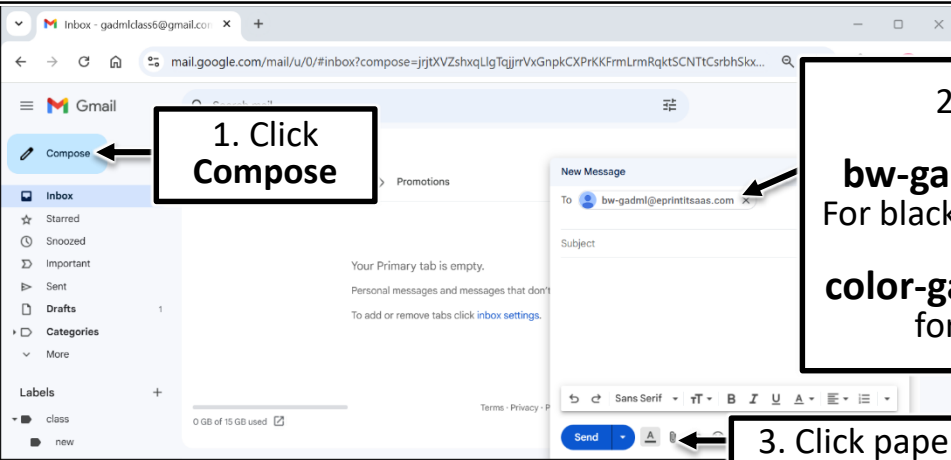 Inbox - gadmlclass6@gmail.con
mail.google.com/mail/u/0/#inbox?compose=jrjtXVZshxqLlgTqjjrrVxGnpkCXPrKKFrmLrmRqktSCNTtCsrbhSkx...
Gmail
1. Click
Compose
2
bw-ga
For black
color-ga
for
Compose
Inbox
Starred
Snoozed
Important
Sent
Drafts 1
Categories
More
Labels
class
new
Promotions
Your Primary tab is empty.
Personal messages and messages that don't
To add or remove tabs click inbox settings.
0 GB of 15 GB used
Terms · Privacy · P
New Message
To bw-gadml@eprintitsaas.com
Subject
Sans Serif
B I U A
Send A
3. Click pape